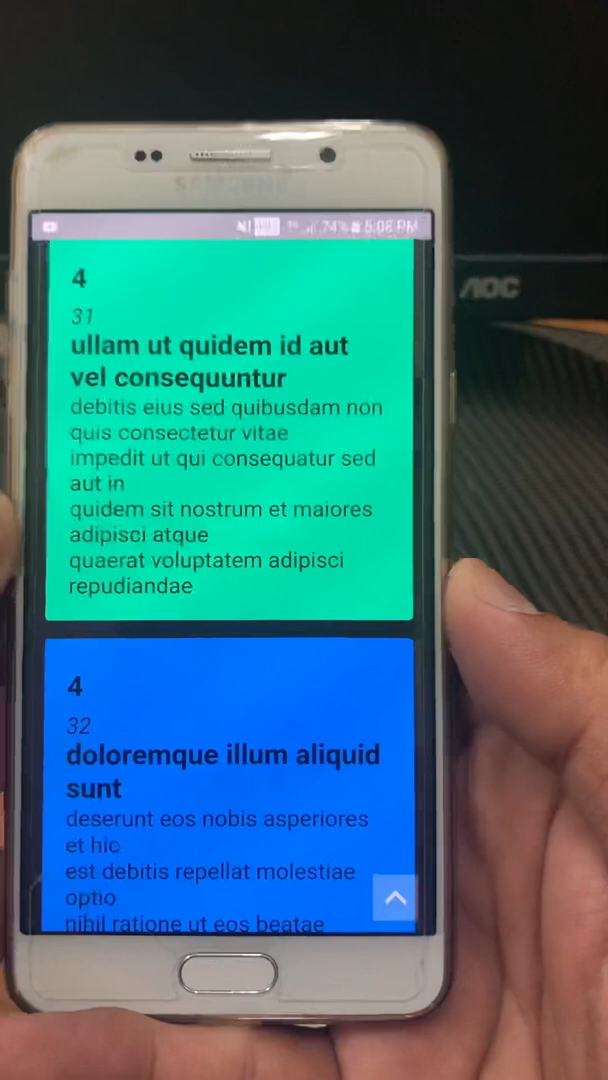 74% 5:08 PM
AOC
4
31
ullam ut quidem id aut
vel consequuntur
debitis eius sed quibusdam non
quis consectetur vitae
impedit ut qui consequatur sed
aut in
quidem sit nostrum et maiores
adipisci atque
quaerat voluptatem adipisci
repudiandae
4
32
doloremque illum aliquid
sunt
deserunt eos nobis asperiores
et hic
est debitis repellat molestiae
optio
nihil ratione ut eos beatae